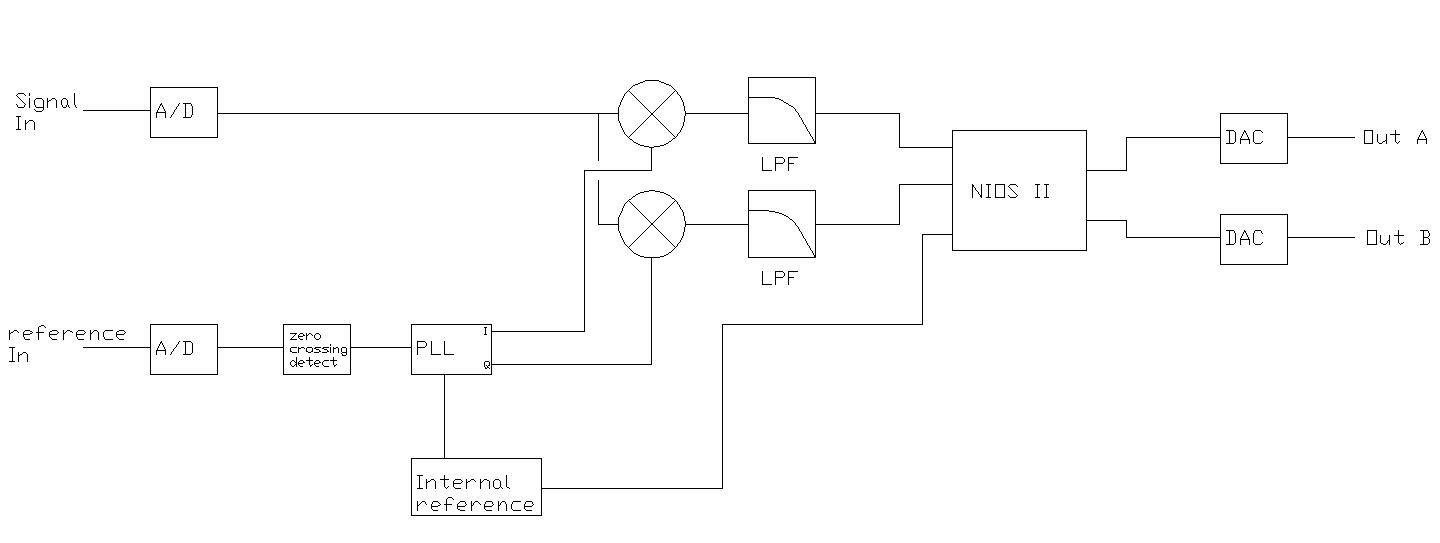 Signal
In
A/D
LPF
LPF
NIOS II
DAC
Out A
DAC
Out B
reference
In
A/D
zero
crossing
detect
PLL
I
Q
Internal
reference